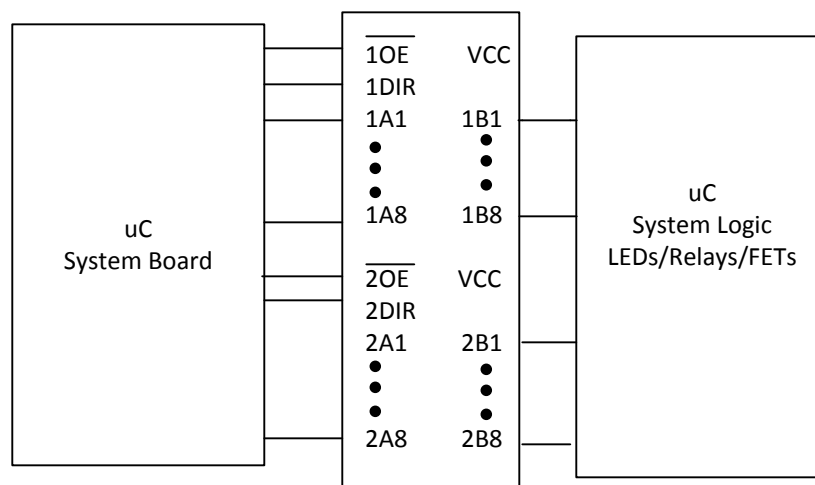 uC
System Board
1OE VCC
1DIR
1A1 1B1
1A8 1B8
2OE VCC
2DIR
2A1 2B1
2A8 2B8
uC
System Logic
LEDs/Relays/FETs